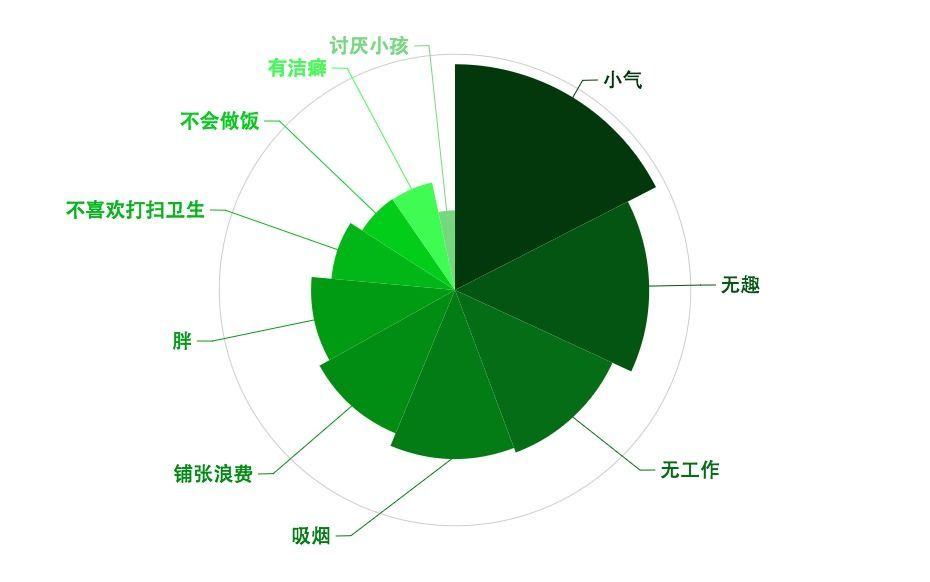 讨厌小孩
有洁癖
小气
不会做饭
不喜欢打扫卫生
无趣
胖
无工作
铺张浪费
吸烟